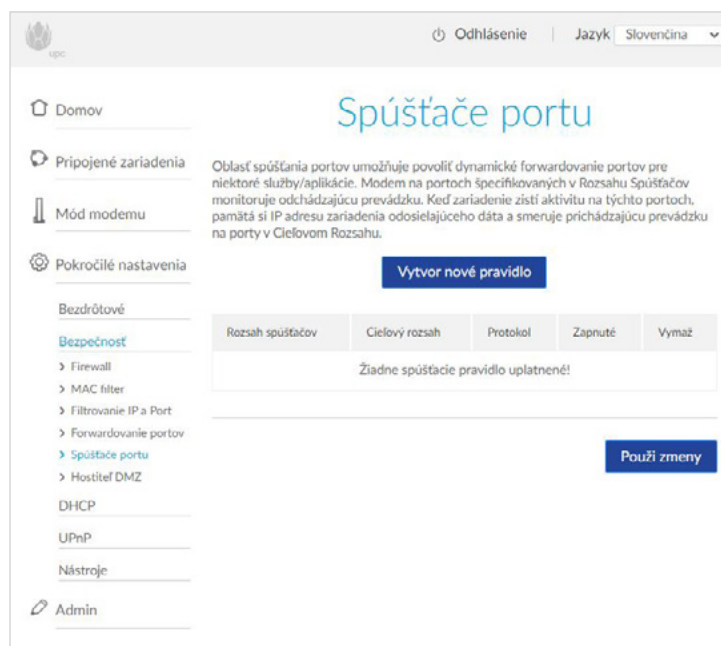 upc
Odhlásenie
Jazyk
Slovenčina
Domov
Pripojené zariadenia
Mód modemu
Pokročilé nastavenia
Bezdrôtové
Bezpečnosť
Firewall
MAC filter
Filtrovanie IP a Port
Forwardovanie portov
Spúšťače portu
Hostiteľ DMZ
DHCP
UPnP
Nástroje
Admin
Spúšťače portu
Oblasť spúšťania portov umožňuje povoliť dynamické forwardovanie portov pre
niektoré služby/aplikácie. Modem na portoch špecifikovaných v Rozsahu Spúšťačov
monitoruje odchádzajúcu prevádzku. Keď zariadenie zistí aktivitu na týchto portoch,
pamätá si IP adresu zariadenia odosielajúceho dáta a smeruje prichádzajúcu prevádzku
na porty v Cieľovom Rozsahu.
Vytvor nové pravidlo
Rozsah spúšťačov
Cieľový rozsah
Protokol
Zapnuté
Vymaž
Žiadne spúšťacie pravidlo uplatnené!
Použi zmeny